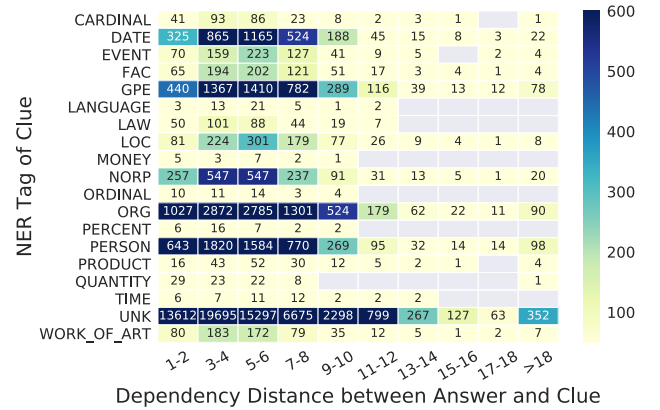 CARDINAL 41 93 86 23 8 2 3 1 1
DATE 325 865 1165 524 188 45 15 8 3 22
EVENT 70 159 223 127 41 9 5 2 4
FAC 65 194 202 121 51 17 3 4 1 4
GPE 440 1367 1410 782 289 116 39 13 12 78
LANGUAGE 3 13 21 5 1 2
LAW 50 101 88 44 19 7
LOC 81 224 301 179 77 26 9 4 1 8
MONEY 5 3 7 2 1
NORP 257 547 547 237 91 31 13 5 1 20
ORDINAL 10 11 14 3 4
ORG 1027 2872 2785 1301 524 179 62 22 11 90
PERCENT 6 16 7 2 2
PERSON 643 1820 1584 770 269 95 32 14 14 98
PRODUCT 16 43 52 30 12 5 2 1 4
QUANTITY 29 23 22 8 1
TIME 6 7 11 12 2 2 2
UNK 13612 19695 15297 6675 2298 799 267 127 63 352
WORK_OF_ART 80 183 172 79 35 12 5 1 2 7
1-2 3-4 5-6 7-8 9-10 11-12 13-14 15-16 17-18 >18
Dependency Distance between Answer and Clue
NER Tag of Clue
600
500
400
300
200
100